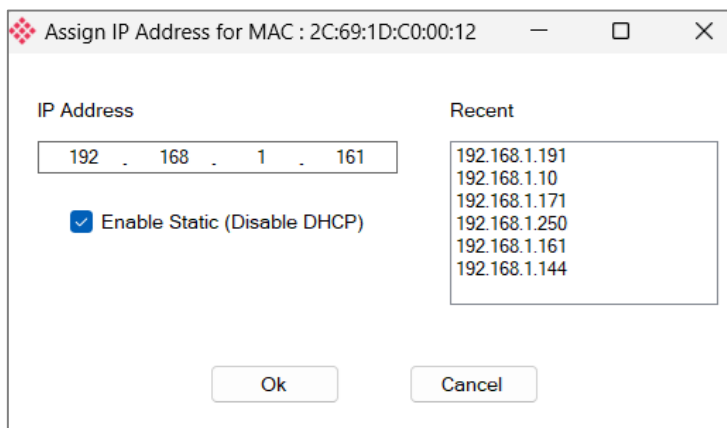 Assign IP Address for MAC : 2C:69:1D:C0:00:12
IP Address
192 . 168 . 1 . 161
Enable Static (Disable DHCP)
Recent
192.168.1.191
192.168.1.10
192.168.1.171
192.168.1.250
192.168.1.161
192.168.1.144
Ok
Cancel